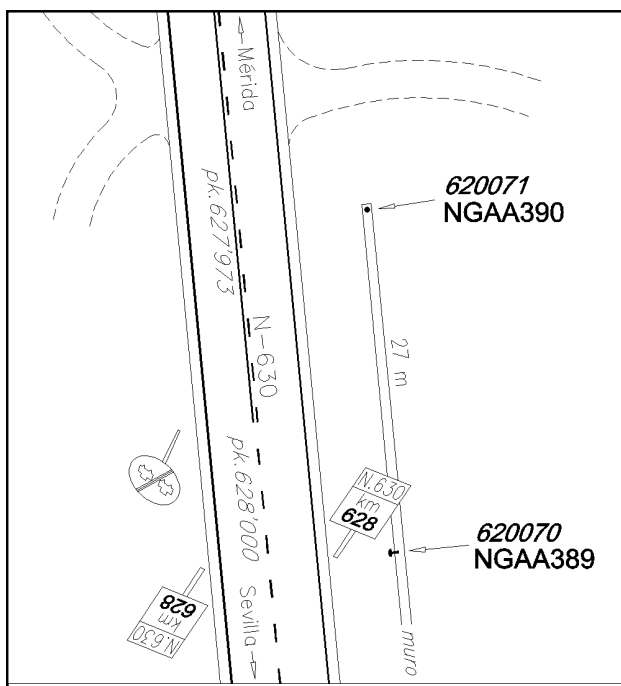 Mérida
620071
NGAA390
pk.627'973
N-630
27 m
N.630
km
628
pk.628'000
620070
NGAA389
N.630
km
628
Sevilla
muro